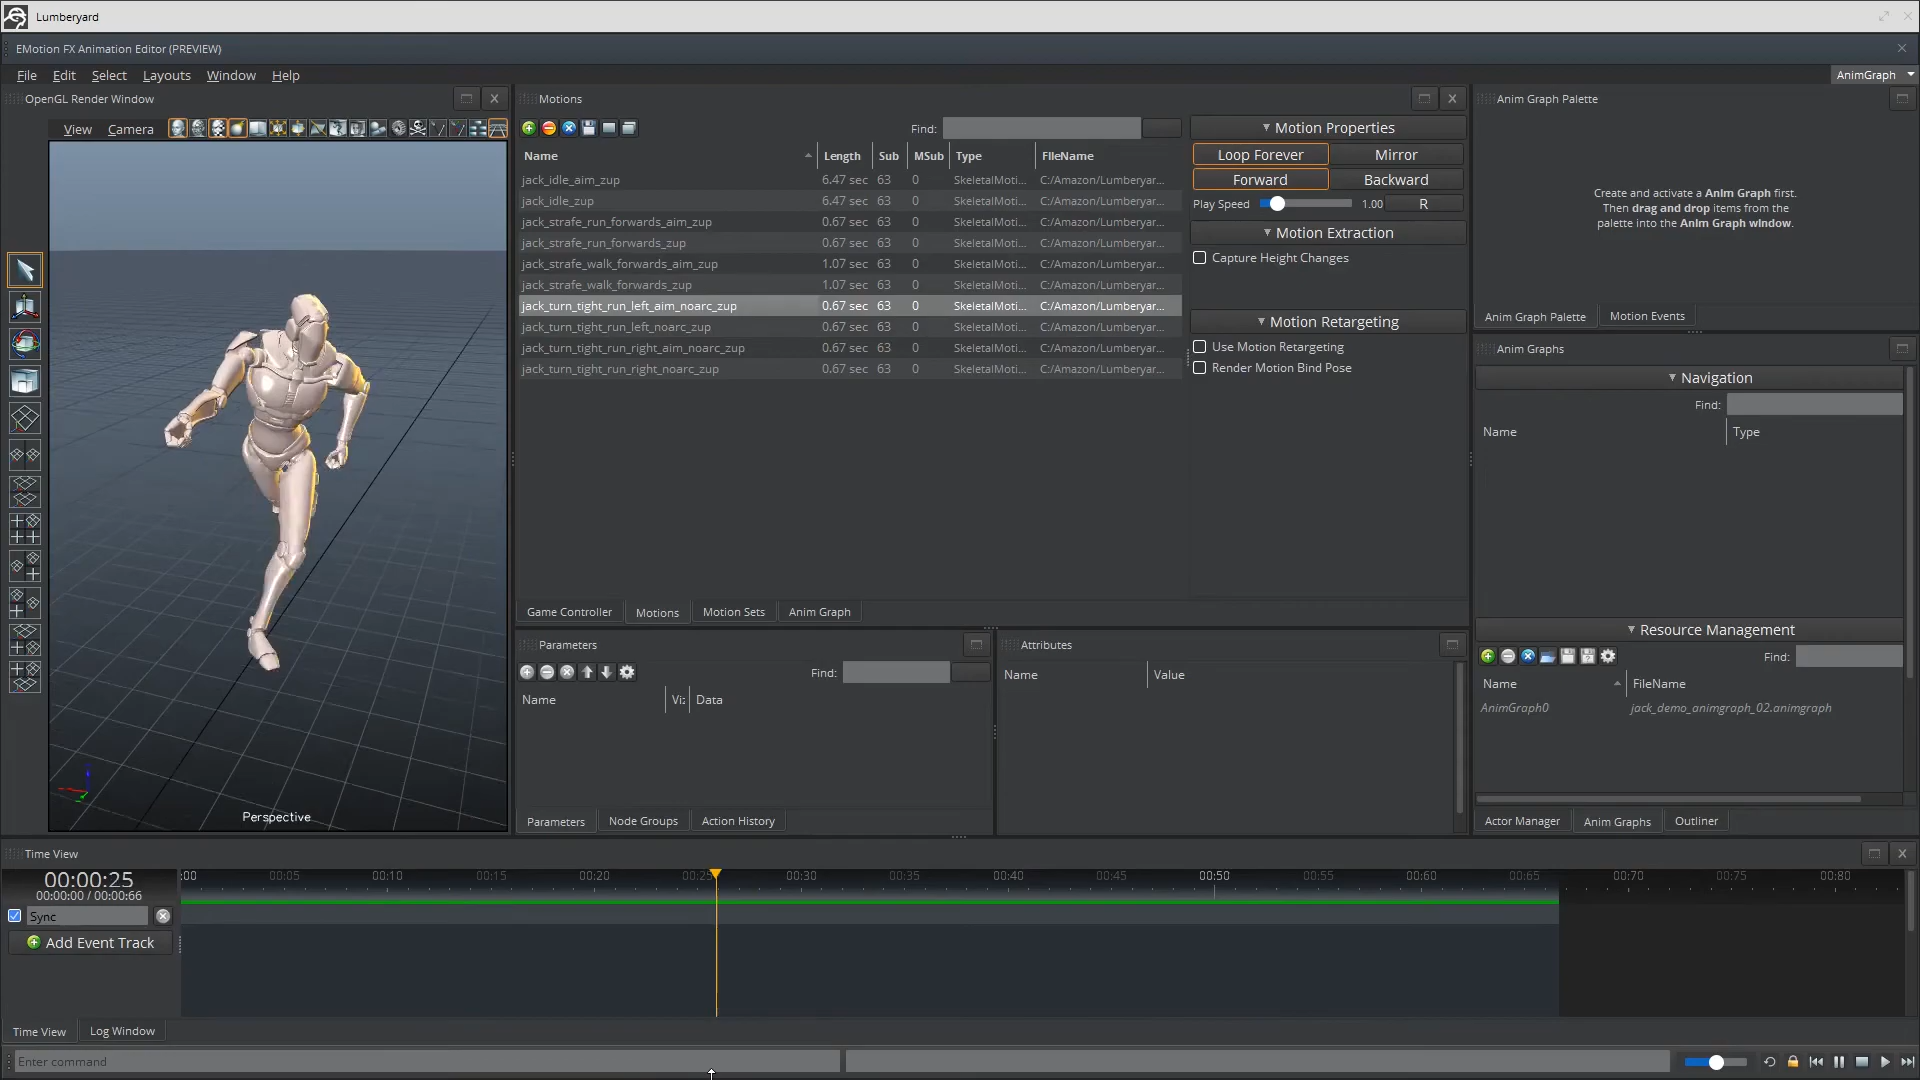 Lumberyard
EMotion FX Animation Editor (PREVIEW)
File Edit Select Layouts Window Help
AnimGraph
OpenGL Render Window
View Camera
Perspective
Motions
Find:
Name Length Sub MSub Type FileName
jack_idle_aim_zup 6.47 sec 63 0 SkeletalMoti... C:/Amazon/Lumberyar...
jack_idle_zup 6.47 sec 63 0 SkeletalMoti... C:/Amazon/Lumberyar...
jack_strafe_run_forwards_aim_zup 0.67 sec 63 0 SkeletalMoti... C:/Amazon/Lumberyar...
jack_strafe_run_forwards_zup 0.67 sec 63 0 SkeletalMoti... C:/Amazon/Lumberyar...
jack_strafe_walk_forwards_aim_zup 1.07 sec 63 0 SkeletalMoti... C:/Amazon/Lumberyar...
jack_strafe_walk_forwards_zup 1.07 sec 63 0 SkeletalMoti... C:/Amazon/Lumberyar...
jack_turn_tight_run_left_aim_noarc_zup 0.67 sec 63 0 SkeletalMoti... C:/Amazon/Lumberyar...
jack_turn_tight_run_left_noarc_zup 0.67 sec 63 0 SkeletalMoti... C:/Amazon/Lumberyar...
jack_turn_tight_run_right_aim_noarc_zup 0.67 sec 63 0 SkeletalMoti... C:/Amazon/Lumberyar...
jack_turn_tight_run_right_noarc_zup 0.67 sec 63 0 SkeletalMoti... C:/Amazon/Lumberyar...
Motion Properties
Loop Forever Mirror
Forward Backward
Play Speed 1.00 R
Motion Extraction
Capture Height Changes
Motion Retargeting
Use Motion Retargeting
Render Motion Bind Pose
Game Controller Motions Motion Sets Anim Graph
Anim Graph Palette
Create and activate a Anim Graph first.
Then drag and drop items from the
palette into the Anim Graph window.
Anim Graph Palette Motion Events
Anim Graphs
Navigation
Find:
Name Type
Resource Management
Find:
Name FileName
AnimGraph0 jack_demo_animgraph_02.animgraph
Actor Manager Anim Graphs Outliner
Parameters
Find:
Name Vi: Data
Parameters Node Groups Action History
Attributes
Name Value
Time View
00:00:25
00:00:00 / 00:00:66
:00 00:05 00:10 00:15 00:20 00:25 00:30 00:35 00:40 00:45 00:50 00:55 00:60 00:65 00:70 00:75 00:80
Sync
Add Event Track
Time View Log Window
Enter command